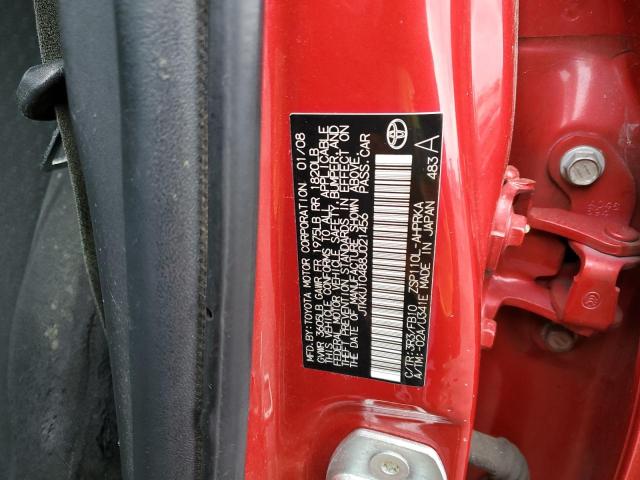 MFD.BY:TOYOTA MOTOR CORPORATION 01/08
GVWR 3605LB GAWR FR 1975LB RR 1820LB
THIS VEHICLE CONFORMS TO ALL APPLICABLE
FEDERAL MOTOR VEHICLE SAFETY,BUMPER,AND
THEFT PREVENTION STANDARDS IN EFFECT ON
THE DATE OF MANUFACTURE SHOWN ABOVE.
JTKKU10448J021456 PASS.CAR
C/TR:3R3/FB10 ZSP110L-AHPRKA
A/TM:-02A/U341E MADE IN JAPAN
483 A